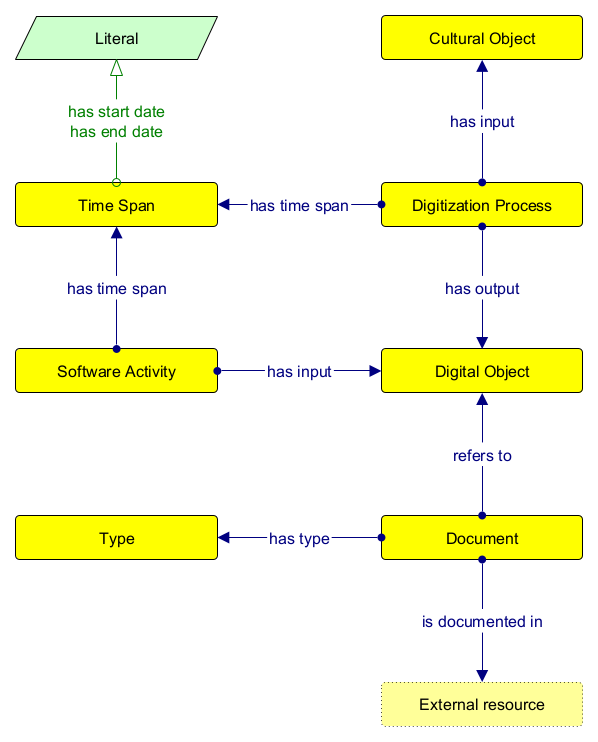 Literal
Cultural Object
has start date
has end date
has input
Time Span
has time span
Digitization Process
has time span
has output
Software Activity
has input
Digital Object
refers to
Type
has type
Document
is documented in
External resource